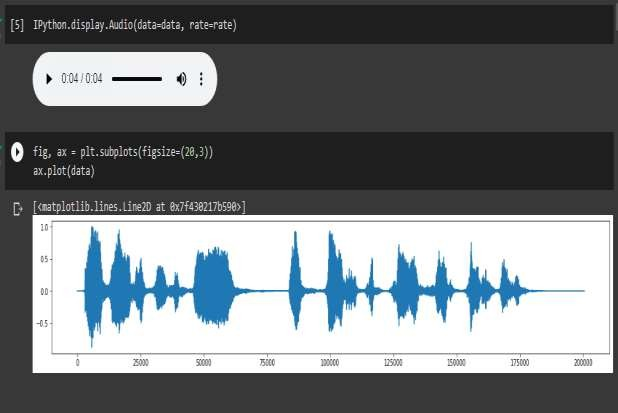 [5] IPython.display.Audio(data=data, rate=rate)
0:04 / 0:04
fig, ax = plt.subplots(figsize=(20,3))
ax.plot(data)
[<matplotlib.lines.Line2D at 0x7f430217b590>]
1.0
0.5
0.0
−0.5
0 25000 50000 75000 100000 125000 150000 175000 200000